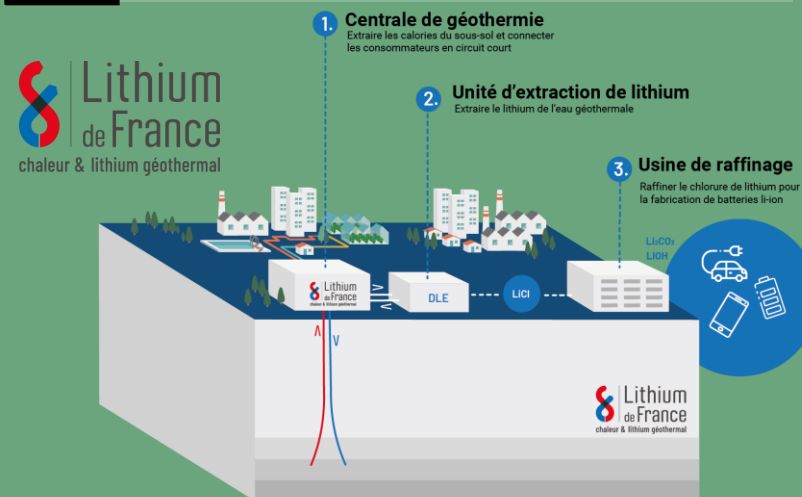 1. Centrale de géothermie
Extraire les calories du sous-sol et connecter
les consommateurs en circuit court
Lithium
de France
chaleur & lithium géothermal
2. Unité d'extraction de lithium
Extraire le lithium de l'eau géothermale
3. Usine de raffinage
Raffiner le chlorure de lithium pour
la fabrication de batteries li-ion
Li₂CO₃
LiOH
Lithium
de France
chaleur & lithium géothermal
DLE
LiCl
Lithium
de France
chaleur & lithium géothermal